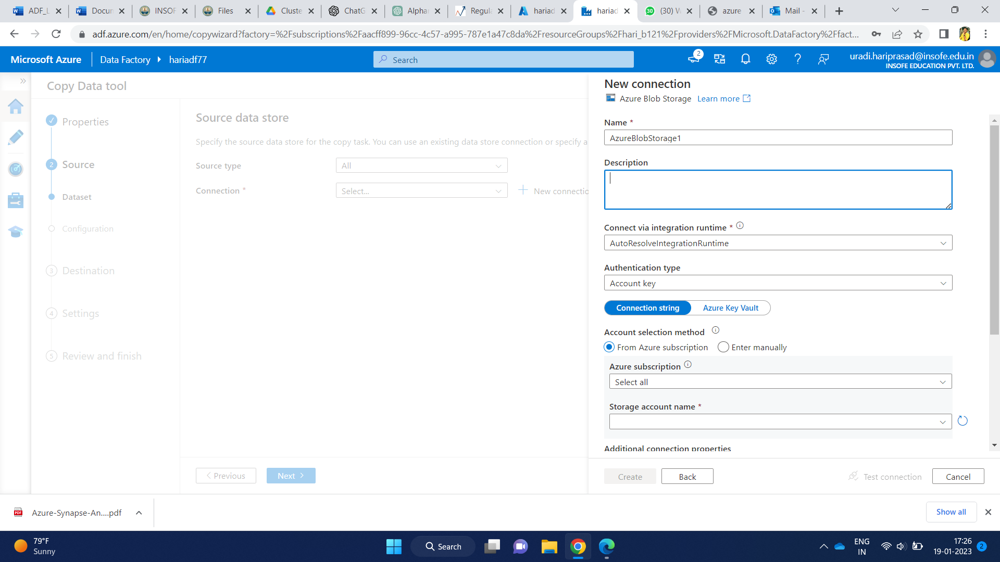 ADF_L
Docum
INSOF
Files
Cluste
ChatG
Alphar
Regula
hariad
hariad
(30) W
azure
Mail -
adf.azure.com/en/home/copywizard?factory=%2Fsubscriptions%2Faacff899-96cc-4c57-a995-787e1a47c8da%2FresourceGroups%2Fhari_b121%2Fproviders%2FMicrosoft.DataFactory%2Ffact...
Microsoft Azure
Data Factory
hariadf77
Search
2
uradi.hariprasad@insofe.edu.in
INSOFE EDUCATION PVT. LTD.
Copy Data tool
Properties
2 Source
Dataset
Configuration
3 Destination
4 Settings
5 Review and finish
Source data store
Specify the source data store for the copy task. You can use an existing data store connection or specify a
Source type
All
Connection *
Select...
New connectio
Previous
Next
New connection
Azure Blob Storage Learn more
Name *
AzureBlobStorage1
Description
Connect via integration runtime *
AutoResolveIntegrationRuntime
Authentication type
Account key
Connection string
Azure Key Vault
Account selection method
From Azure subscription
Enter manually
Azure subscription
Select all
Storage account name *
Additional connection properties
Create
Back
Test connection
Cancel
PDF
Azure-Synapse-An....pdf
Show all
79°F
Sunny
Search
ENG
IN
17:26
19-01-2023
2